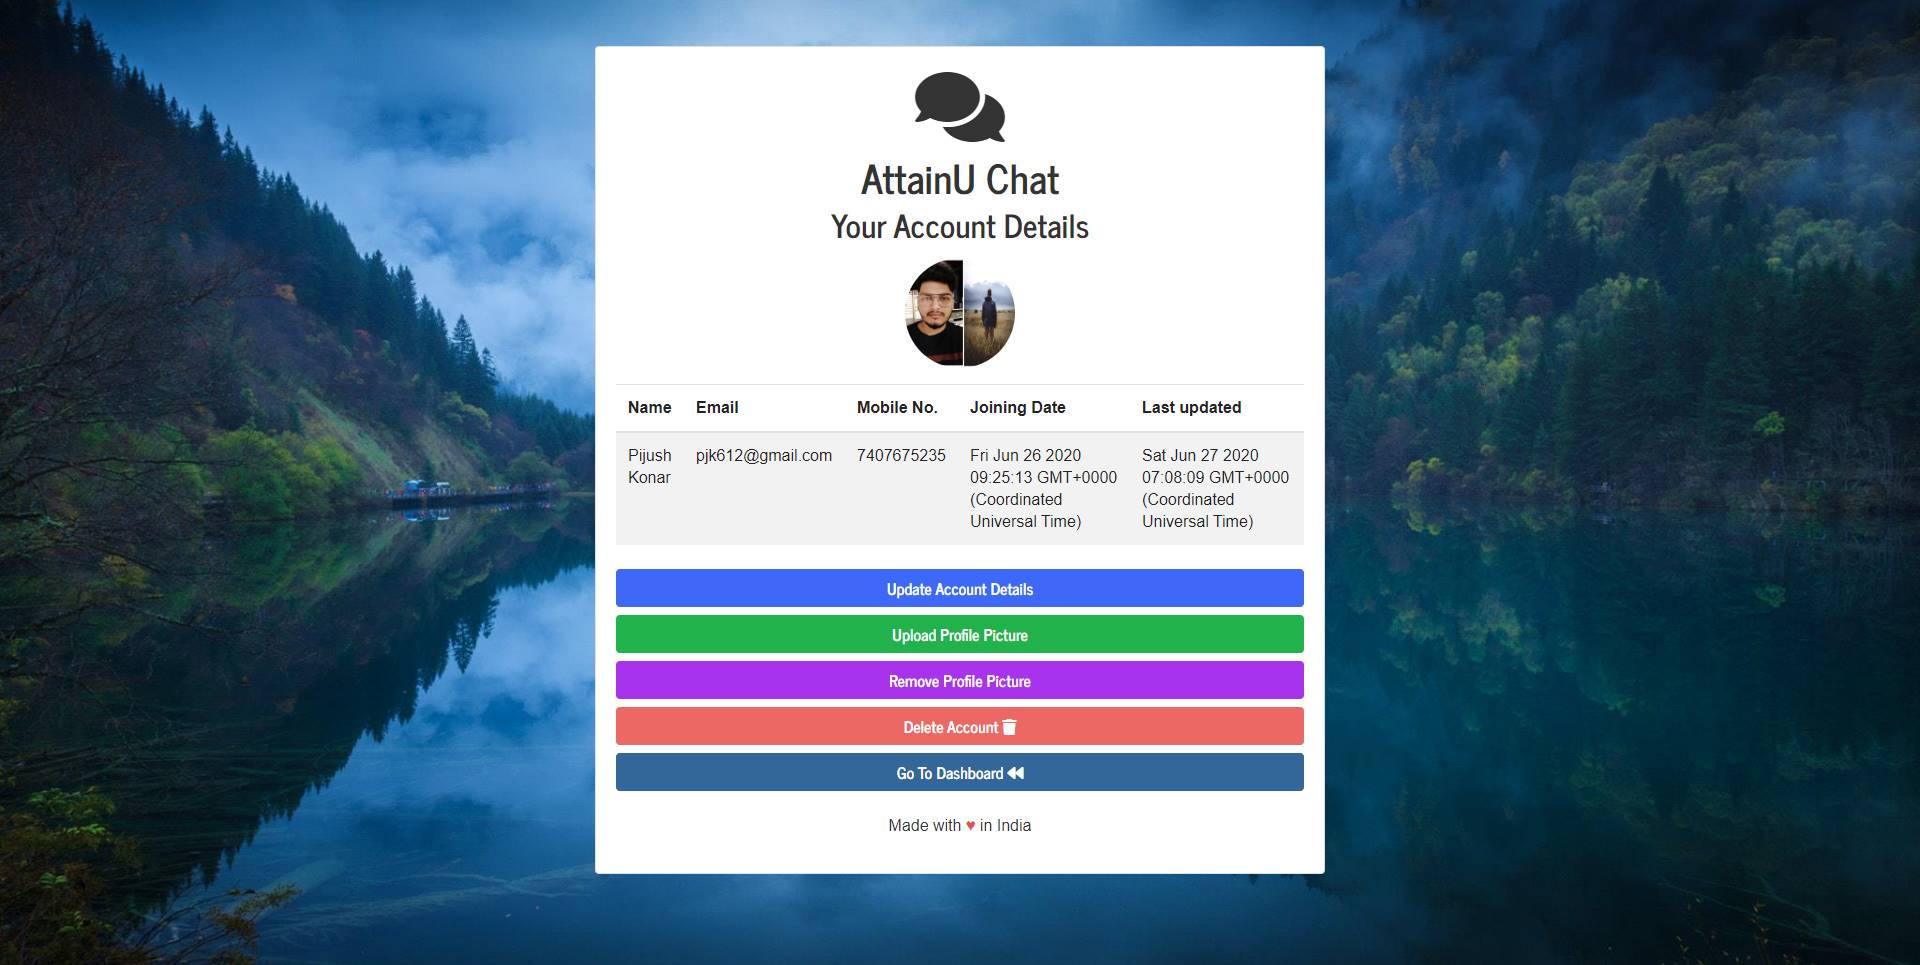 AttainU Chat
Your Account Details
Name Email Mobile No. Joining Date Last updated
Pijush Konar pjk612@gmail.com 7407675235 Fri Jun 26 2020 09:25:13 GMT+0000 (Coordinated Universal Time) Sat Jun 27 2020 07:08:09 GMT+0000 (Coordinated Universal Time)
Update Account Details
Upload Profile Picture
Remove Profile Picture
Delete Account
Go To Dashboard
Made with ♥ in India